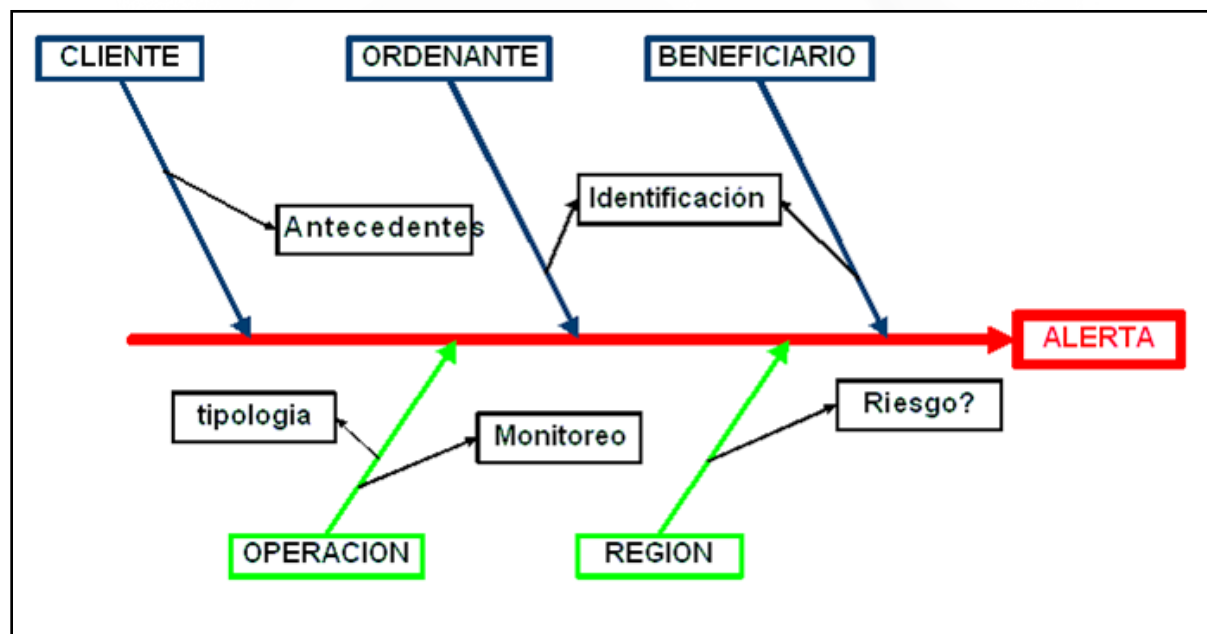 CLIENTE
ORDENANTE
BENEFICIARIO
Identificación
Antecedentes
ALERTA
tipologia
Monitoreo
Riesgo?
OPERACION
REGION